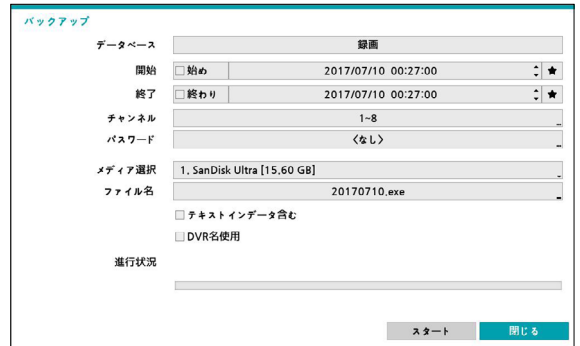 バックアップ
データベース 録画
開始 始め 2017/07/10 00:27:00
終了 終わり 2017/07/10 00:27:00
チャンネル 1~8 ...
パスワード 〈なし〉 ...
メディア選択 1. SanDisk Ultra [15.60 GB]
ファイル名 20170710.exe
テキストインデータ含む
DVR名使用
進行状況
スタート 閉じる